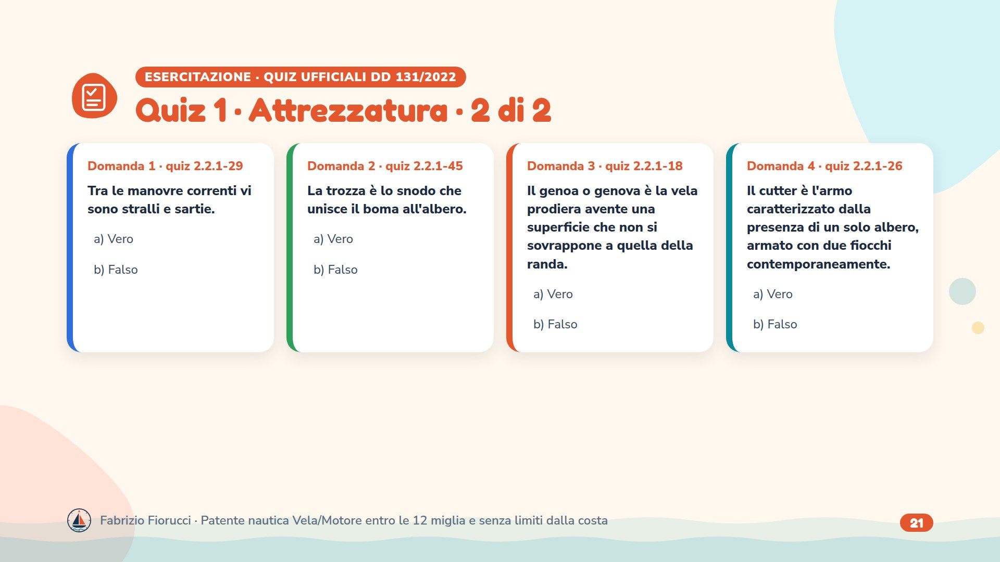 ESERCITAZIONE · QUIZ UFFICIALI DD 131/2022
Quiz 1 · Attrezzatura · 2 di 2
Domanda 1 · quiz 2.2.1-29
Tra le manovre correnti vi
sono stralli e sartie.
a) Vero
b) Falso
Domanda 2 · quiz 2.2.1-45
La trozza è lo snodo che
unisce il boma all'albero.
a) Vero
b) Falso
Domanda 3 · quiz 2.2.1-18
Il genoa o genova è la vela
prodiera avente una
superficie che non si
sovrappone a quella della
randa.
a) Vero
b) Falso
Domanda 4 · quiz 2.2.1-26
Il cutter è l'armo
caratterizzato dalla
presenza di un solo albero,
armato con due fiocchi
contemporaneamente.
a) Vero
b) Falso
Fabrizio Fiorucci · Patente nautica Vela/Motore entro le 12 miglia e senza limiti dalla costa
21